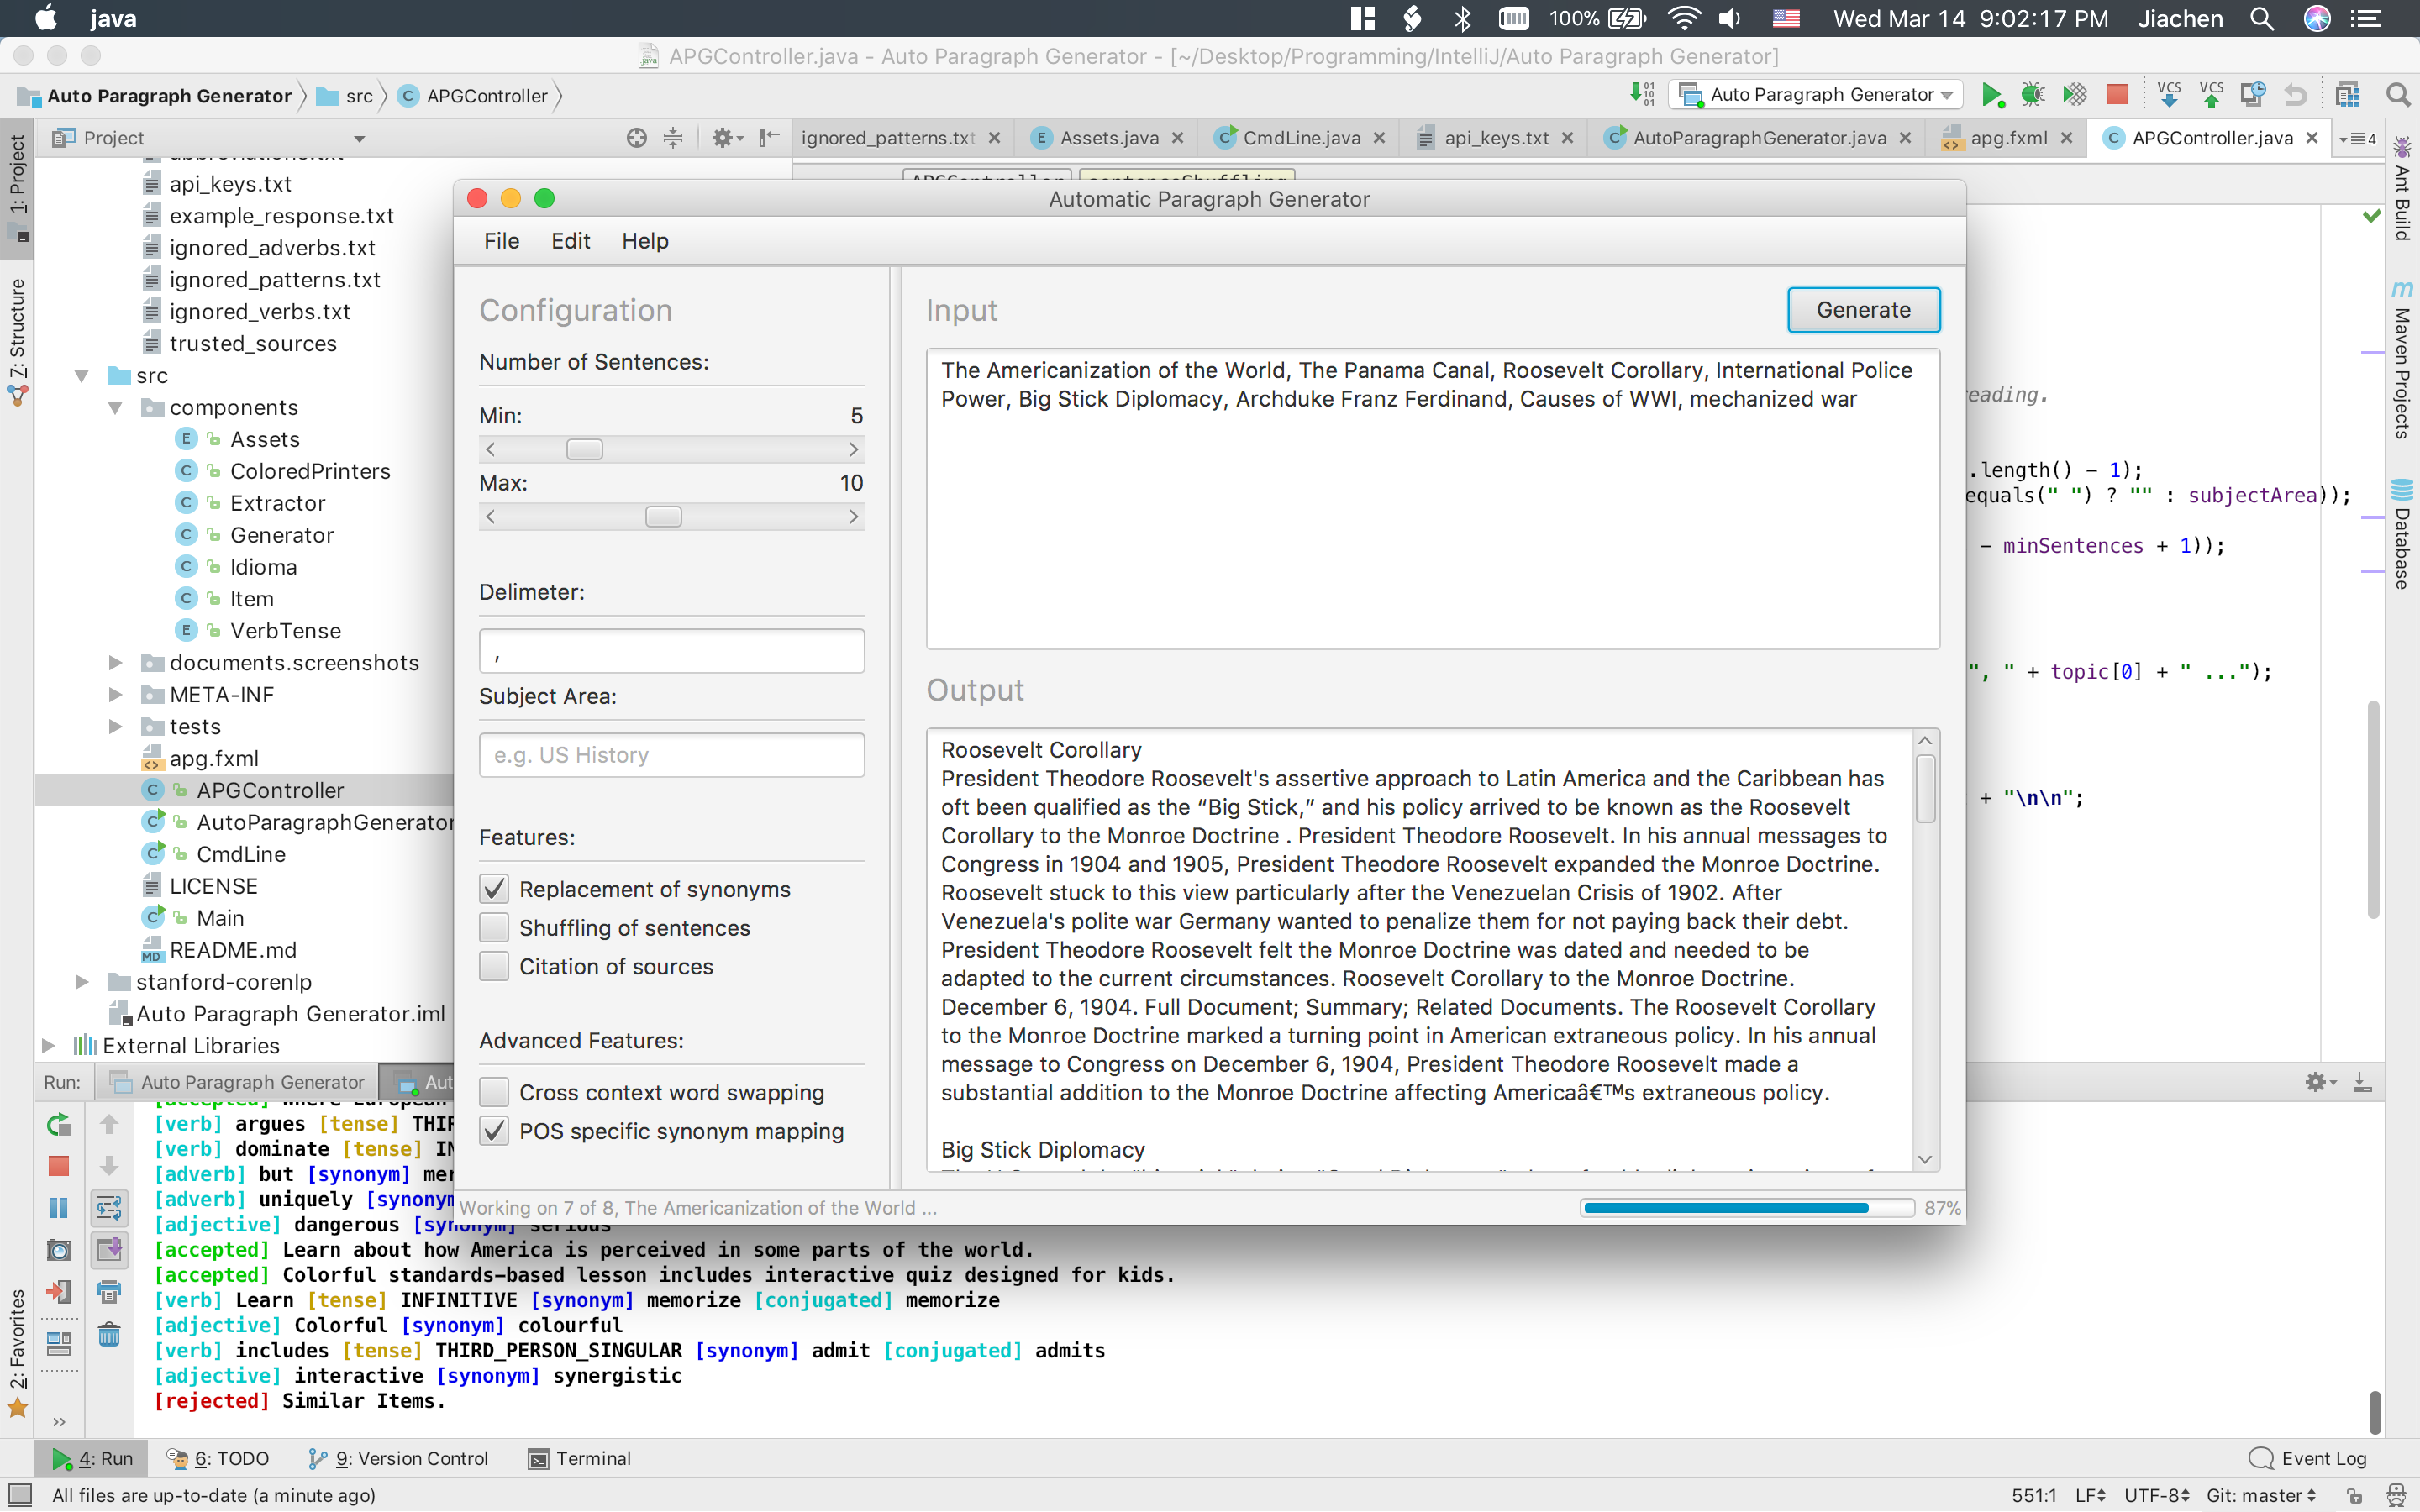 java
100%
Wed Mar 14 9:02:17 PM Jiachen
APGController.java - Auto Paragraph Generator - [~/Desktop/Programming/IntelliJ/Auto Paragraph Generator]
Auto Paragraph Generator
src
APGController
Auto Paragraph Generator
VCS
VCS
Project
ignored_patterns.txt
Assets.java
CmdLine.java
api_keys.txt
AutoParagraphGenerator.java
apg.fxml
APGController.java
4
1: Project
7: Structure
2: Favorites
Ant Build
Maven Projects
Database
api_keys.txt
example_response.txt
ignored_adverbs.txt
ignored_patterns.txt
ignored_verbs.txt
trusted_sources
src
components
Assets
ColoredPrinters
Extractor
Generator
Idioma
Item
VerbTense
documents.screenshots
META-INF
tests
apg.fxml
APGController
AutoParagraphGenerator
CmdLine
LICENSE
Main
README.md
stanford-corenlp
Auto Paragraph Generator.iml
External Libraries
Automatic Paragraph Generator
File Edit Help
Configuration
Number of Sentences:
Min: 5
Max: 10
Delimeter:
,
Subject Area:
e.g. US History
Features:
Replacement of synonyms
Shuffling of sentences
Citation of sources
Advanced Features:
Cross context word swapping
POS specific synonym mapping
Input
Generate
The Americanization of the World, The Panama Canal, Roosevelt Corollary, International Police
Power, Big Stick Diplomacy, Archduke Franz Ferdinand, Causes of WWI, mechanized war
Output
Roosevelt Corollary
President Theodore Roosevelt's assertive approach to Latin America and the Caribbean has
oft been qualified as the “Big Stick,” and his policy arrived to be known as the Roosevelt
Corollary to the Monroe Doctrine . President Theodore Roosevelt. In his annual messages to
Congress in 1904 and 1905, President Theodore Roosevelt expanded the Monroe Doctrine.
Roosevelt stuck to this view particularly after the Venezuelan Crisis of 1902. After
Venezuela's polite war Germany wanted to penalize them for not paying back their debt.
President Theodore Roosevelt felt the Monroe Doctrine was dated and needed to be
adapted to the current circumstances. Roosevelt Corollary to the Monroe Doctrine.
December 6, 1904. Full Document; Summary; Related Documents. The Roosevelt Corollary
to the Monroe Doctrine marked a turning point in American extraneous policy. In his annual
message to Congress on December 6, 1904, President Theodore Roosevelt made a
substantial addition to the Monroe Doctrine affecting Americaâ€™s extraneous policy.
Big Stick Diplomacy
Working on 7 of 8, The Americanization of the World ...
87%
eading.
.length() - 1);
equals(" ") ? "" : subjectArea));
- minSentences + 1));
", " + topic[0] + " ...");
+ "\n\n";
Run: Auto Paragraph Generator Aut
[verb] argues [tense] THI
[verb] dominate [tense] IN
[adverb] but [synonym] mer
[adverb] uniquely [synonym
[adjective] dangerous [synonym] serious
[accepted] Learn about how America is perceived in some parts of the world.
[accepted] Colorful standards-based lesson includes interactive quiz designed for kids.
[verb] Learn [tense] INFINITIVE [synonym] memorize [conjugated] memorize
[adjective] Colorful [synonym] colourful
[verb] includes [tense] THIRD_PERSON_SINGULAR [synonym] admit [conjugated] admits
[adjective] interactive [synonym] synergistic
[rejected] Similar Items.
4: Run
6: TODO
9: Version Control
Terminal
Event Log
All files are up-to-date (a minute ago)
551:1 LF UTF-8 Git: master